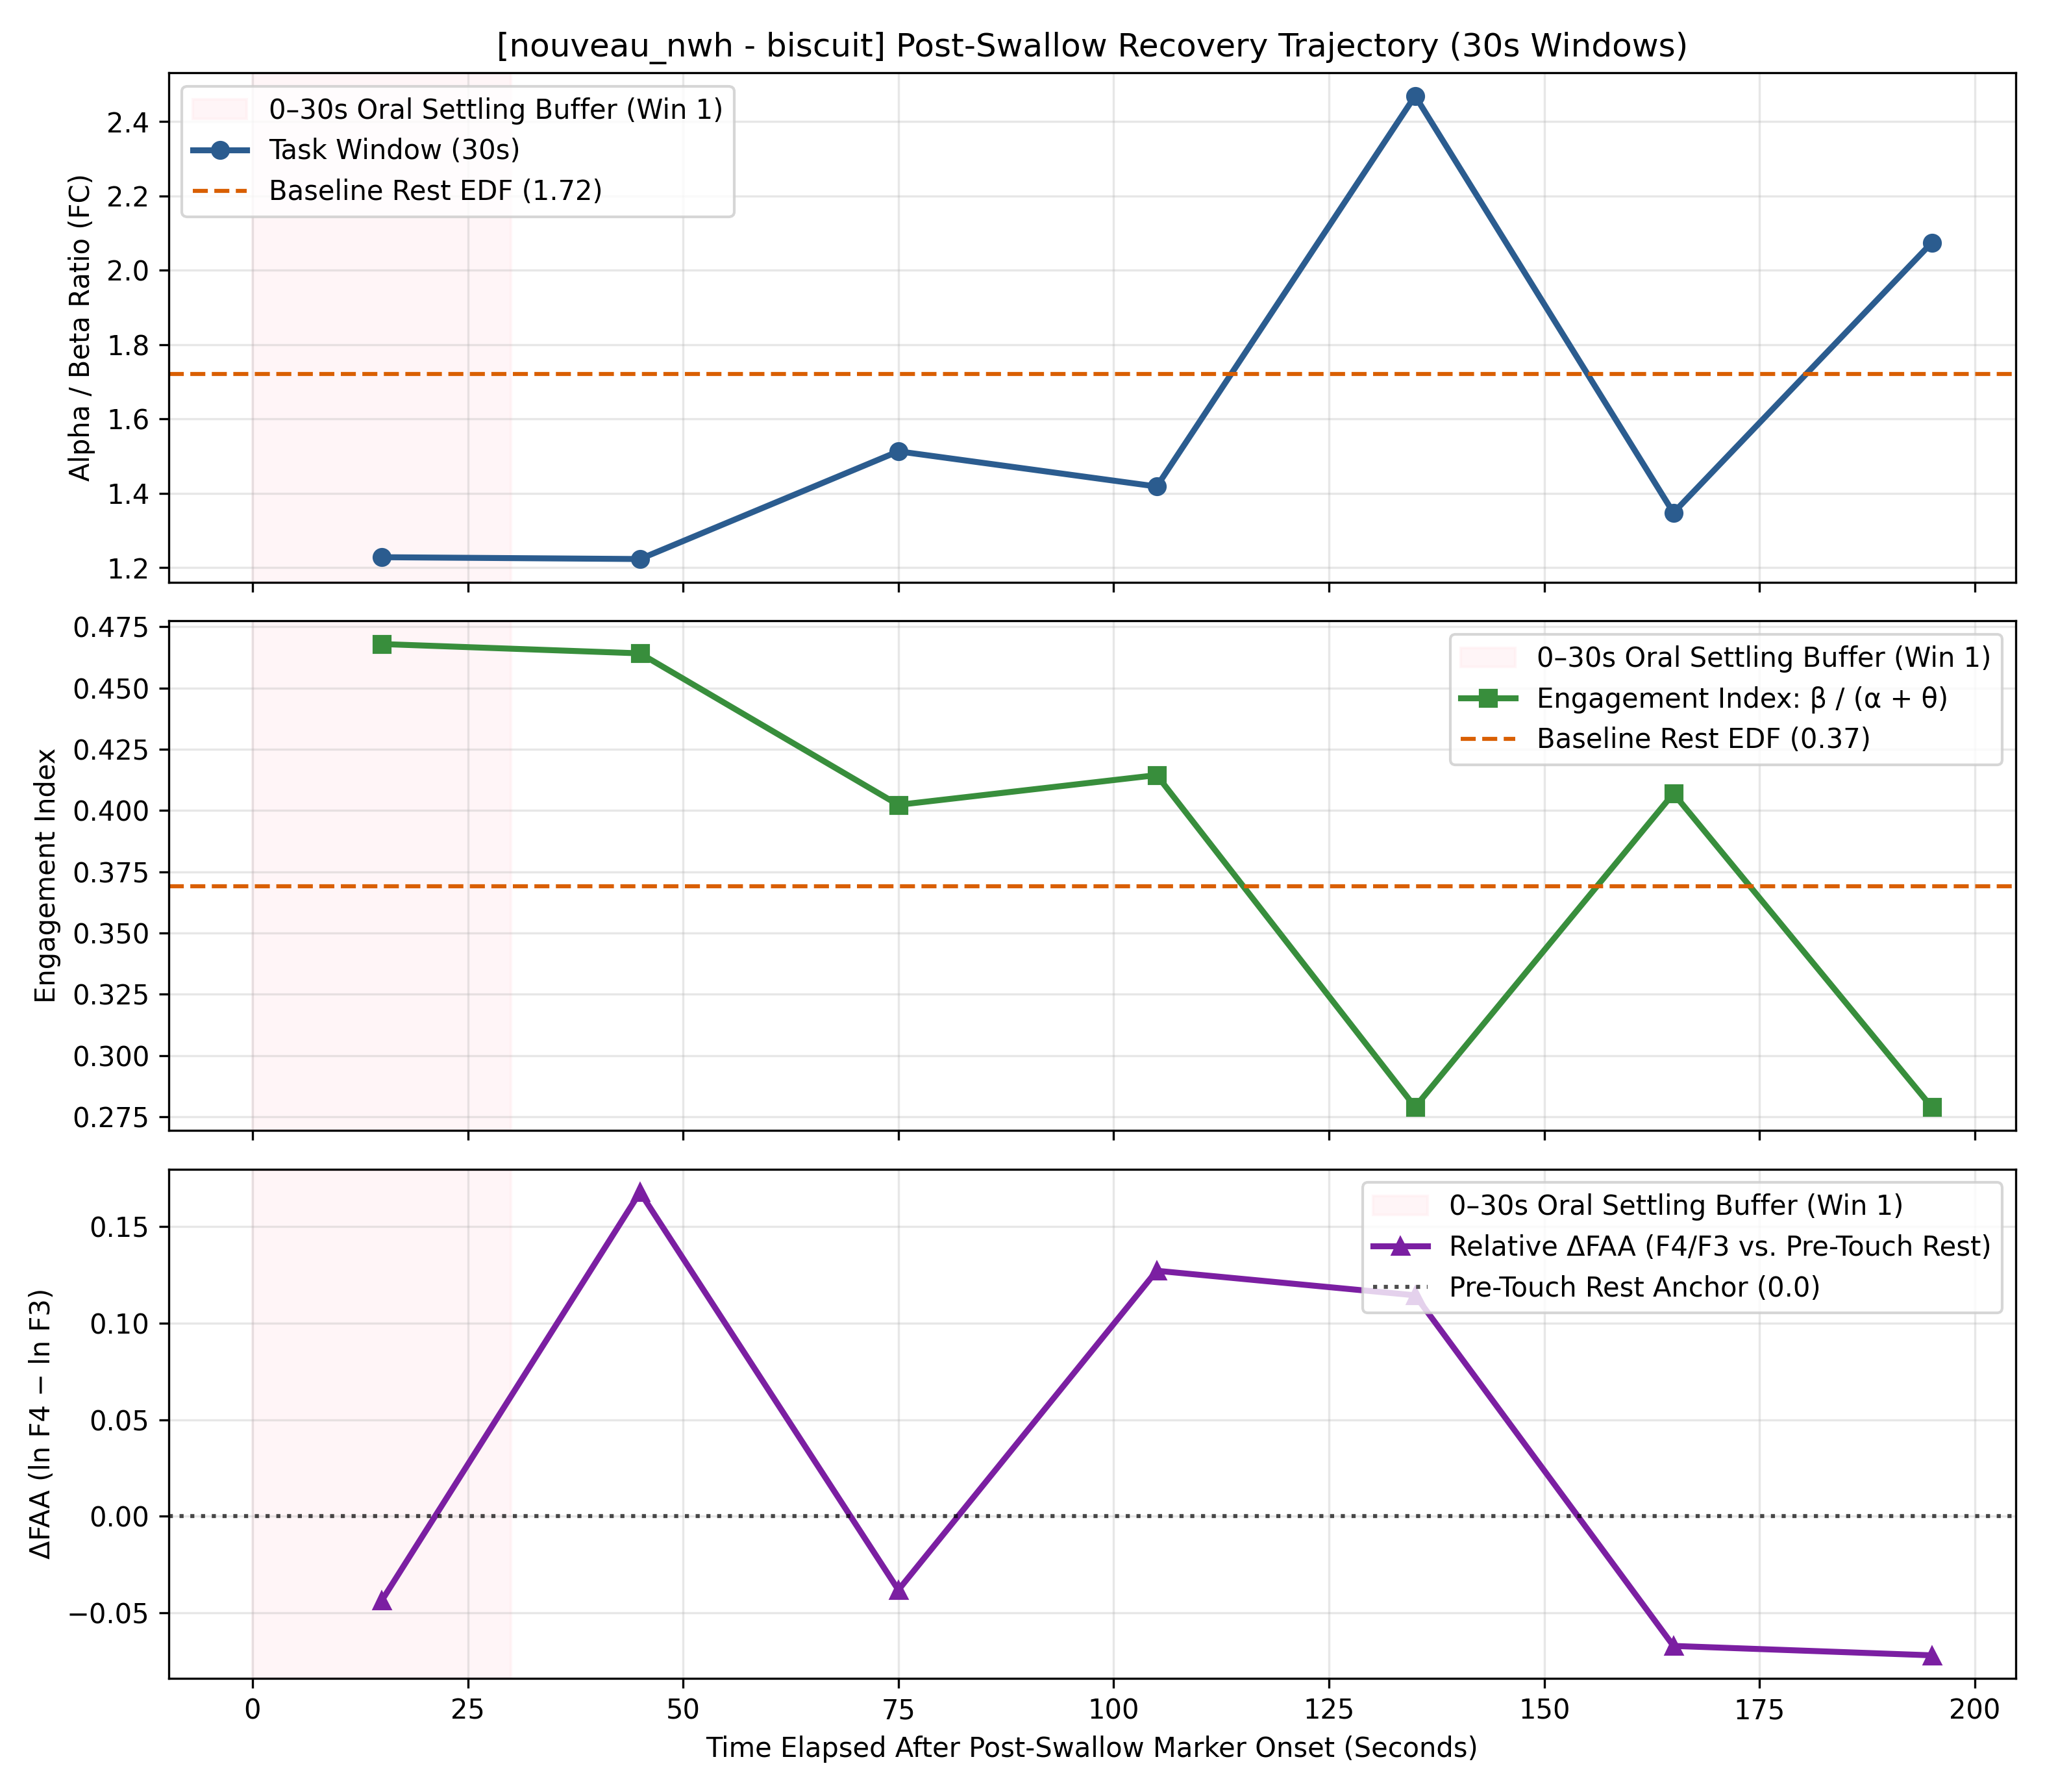 [nouveau_nwh - biscuit] Post-Swallow Recovery Trajectory (30s Windows)
Alpha / Beta Ratio (FC)
2.4
2.2
2.0
1.8
1.6
1.4
1.2
0–30s Oral Settling Buffer (Win 1)
Task Window (30s)
Baseline Rest EDF (1.72)
Engagement Index
0.475
0.450
0.425
0.400
0.375
0.350
0.325
0.300
0.275
0–30s Oral Settling Buffer (Win 1)
Engagement Index: β / (α + θ)
Baseline Rest EDF (0.37)
ΔFAA (ln F4 − ln F3)
0.15
0.10
0.05
0.00
−0.05
0–30s Oral Settling Buffer (Win 1)
Relative ΔFAA (F4/F3 vs. Pre-Touch Rest)
Pre-Touch Rest Anchor (0.0)
0 25 50 75 100 125 150 175 200
Time Elapsed After Post-Swallow Marker Onset (Seconds)